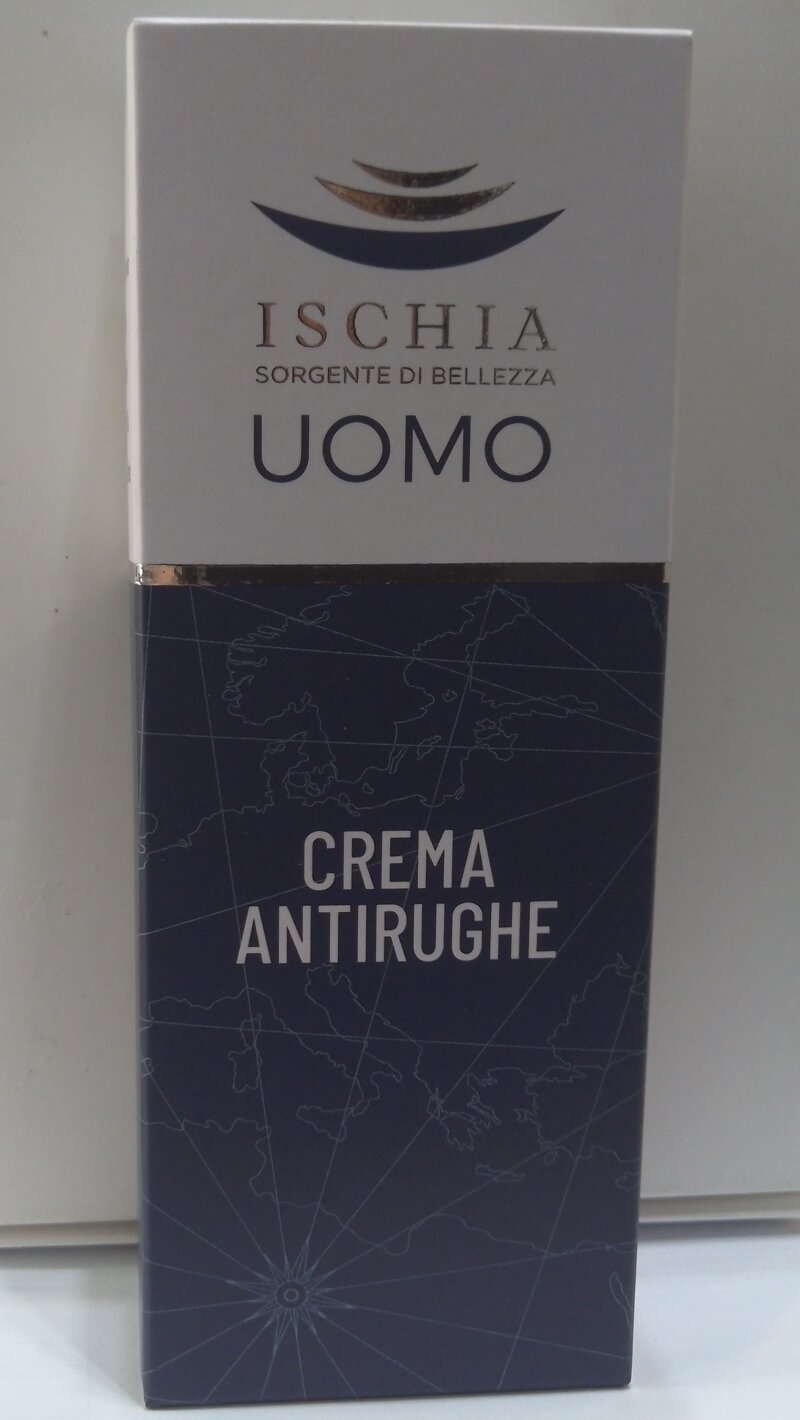 ISCHIA
SORGENTE DI BELLEZZA
UOMO
CREMA
ANTIRUGHE